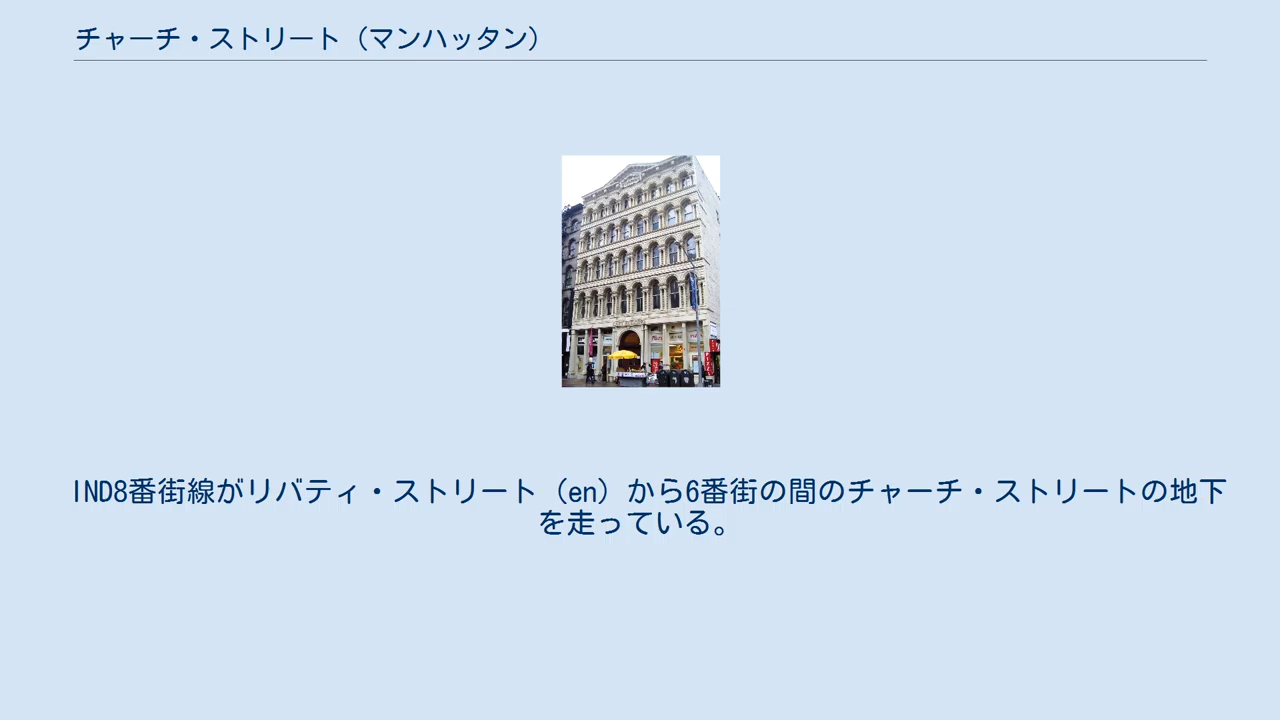 チャーチ・ストリート（マンハッタン）
IND8番街線がリバティ・ストリート（en）から6番街の間のチャーチ・ストリートの地下
を走っている。